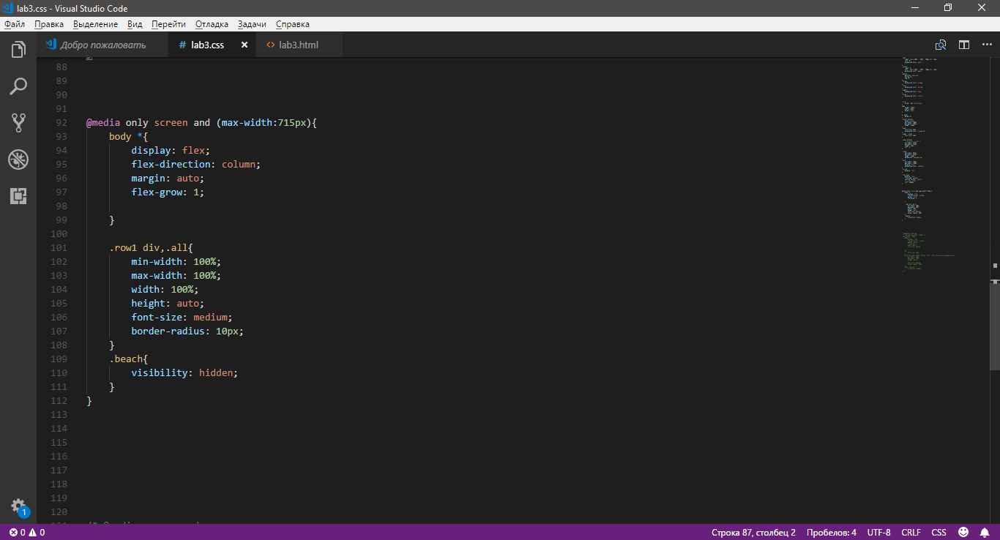 lab3.css - Visual Studio Code
Файл Правка Выделение Вид Перейти Отладка Задачи Справка
Добро пожаловать # lab3.css × <> lab3.html
88
89
90
91
92 @media only screen and (max-width:715px){
93 body *{
94 display: flex;
95 flex-direction: column;
96 margin: auto;
97 flex-grow: 1;
98
99 }
100
101 .row1 div,.all{
102 min-width: 100%;
103 max-width: 100%;
104 width: 100%;
105 height: auto;
106 font-size: medium;
107 border-radius: 10px;
108 }
109 .beach{
110 visibility: hidden;
111 }
112 }
113
114
115
116
117
118
119
120
1
0 0 Строка 87, столбец 2 Пробелов: 4 UTF-8 CRLF CSS